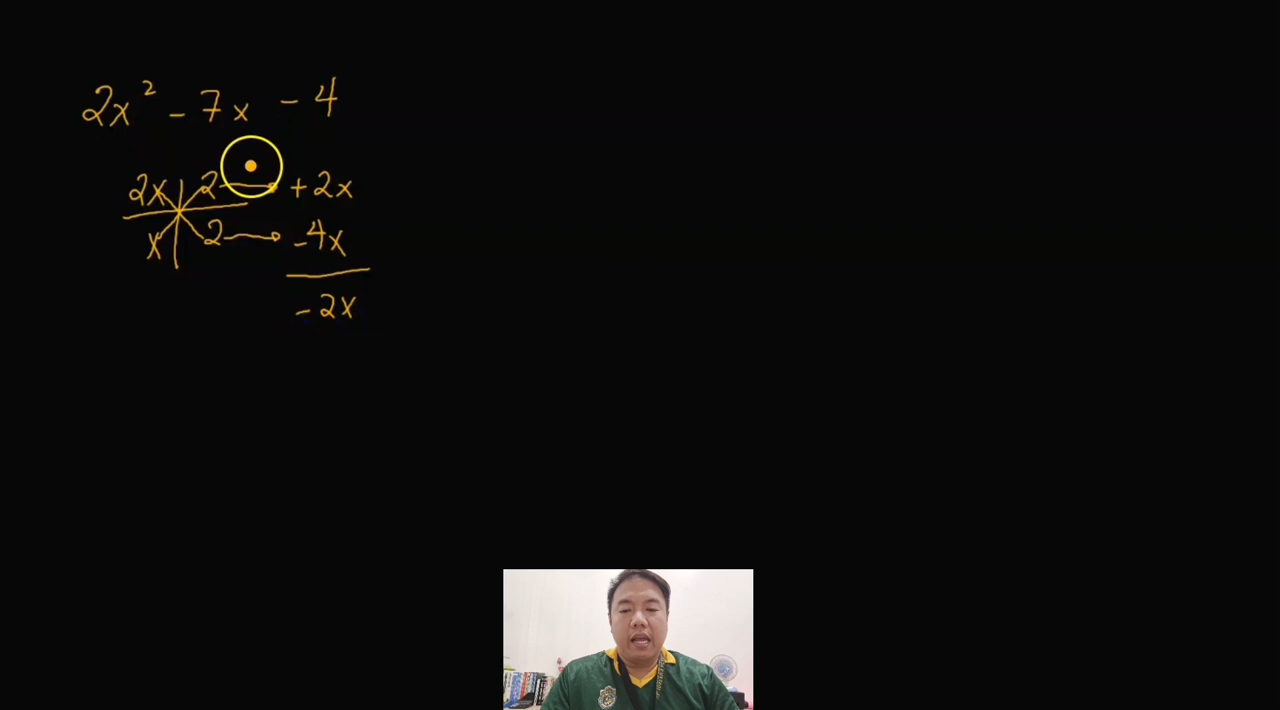 2x² - 7x - 4
2x 2 → +2x
x 2 → -4x
-2x